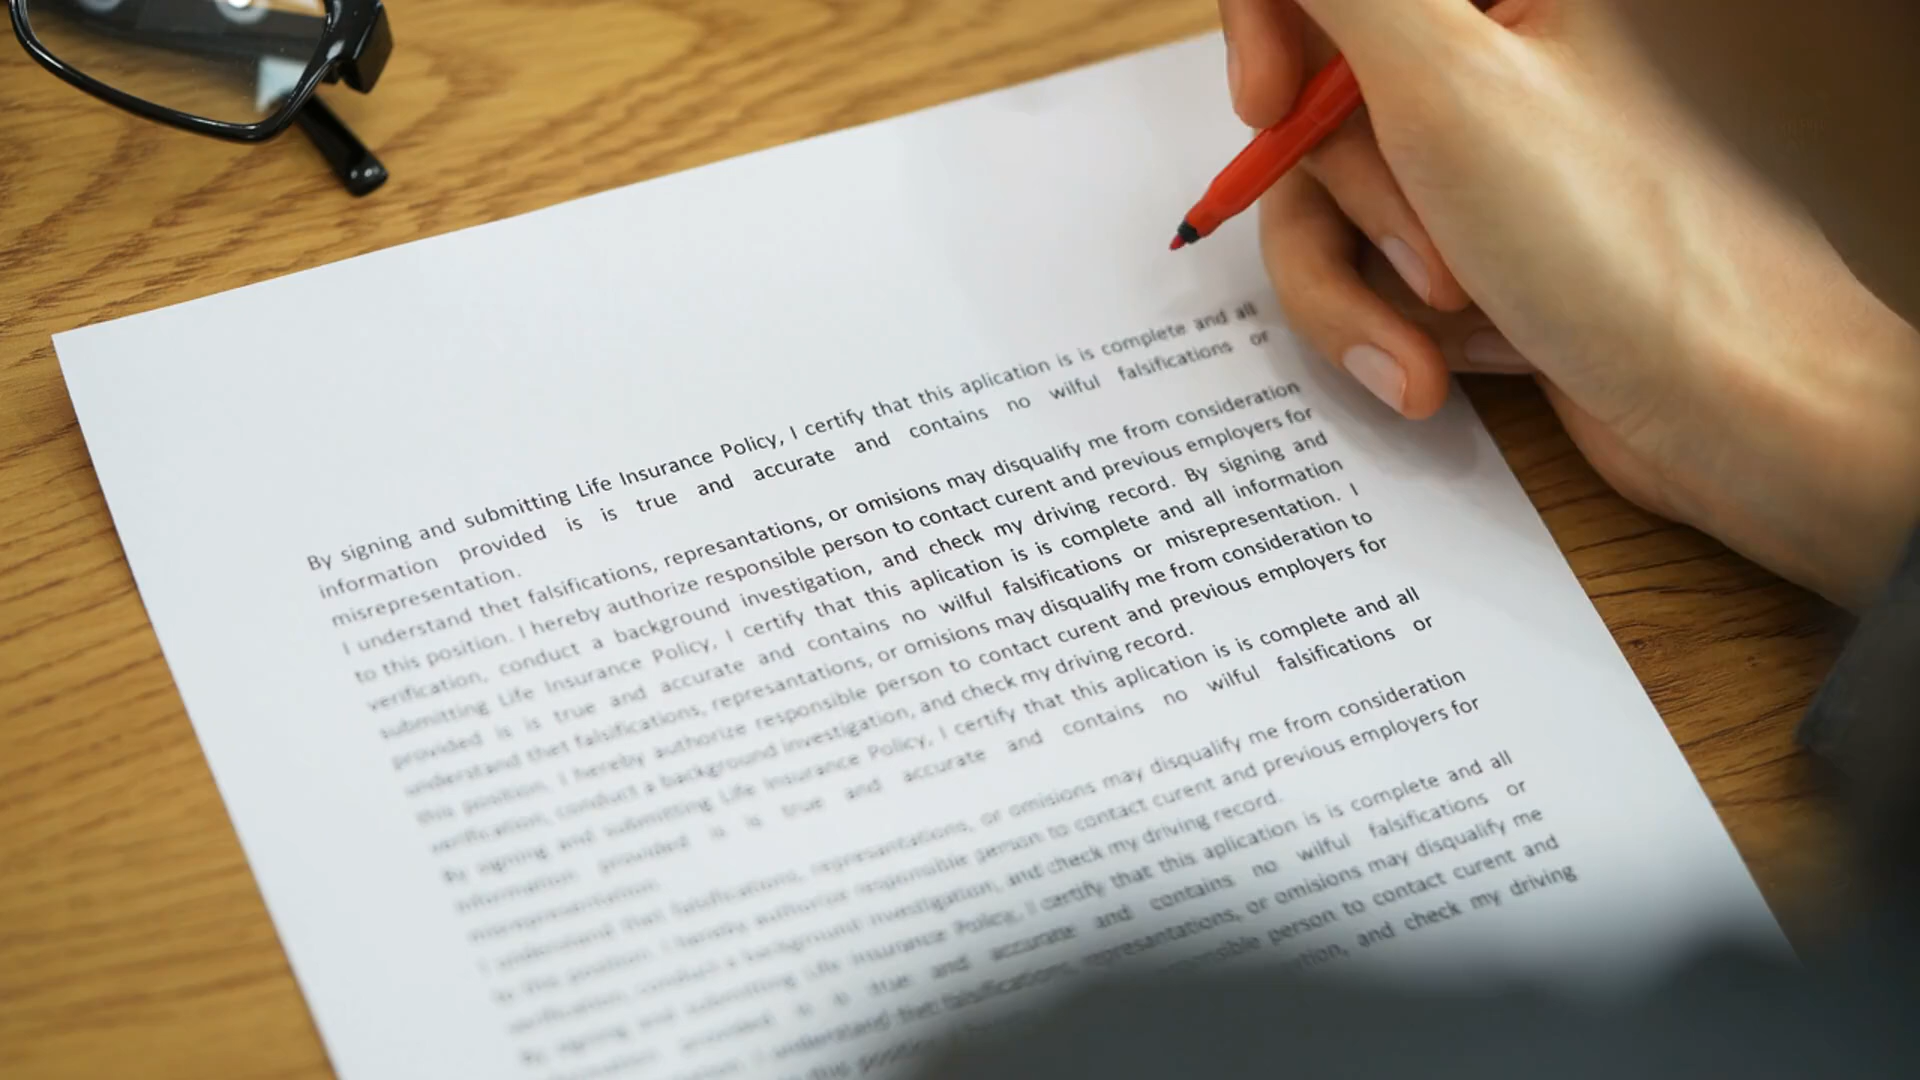 By signing and submitting Life Insurance Policy, I certify that this aplication is is complete and all
information provided is is true and accurate and contains no wilful falsifications or
misrepresentation.
I understand thet falsifications, represantations, or omisions may disqualify me from consideration
to this position. I hereby authorize responsible person to contact curent and previous employers for
verification, conduct a background investigation, and check my driving record. By signing and
submitting Life Insurance Policy, I certify that this aplication is is complete and all information
provided is is true and accurate and contains no wilful falsifications or misrepresentation. I
understand thet falsifications, represantations, or omisions may disqualify me from consideration to
this position. I hereby authorize responsible person to contact curent and previous employers for
verification, conduct a background investigation, and check my driving record.
By signing and submitting Life Insurance Policy, I certify that this aplication is is complete and all
information provided is is true and accurate and contains no wilful falsifications or
misrepresentation.
I understand thet falsifications, represantations, or omisions may disqualify me from consideration
to this position. I hereby authorize responsible person to contact curent and previous employers for
verification, conduct a background investigation, and check my driving record.
By signing and submitting Life Insurance Policy, I certify that this aplication is is complete and all
information provided is is true and accurate and contains no wilful falsifications or
I understand thet falsifications, represantations, or omisions may disqualify me
person to contact curent and
and check my driving